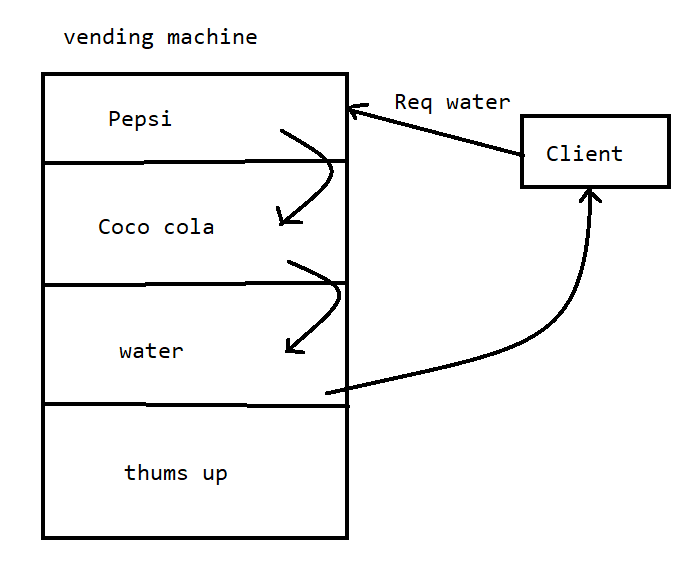 vending machine
Pepsi
Req water
Client
Coco cola
water
thums up